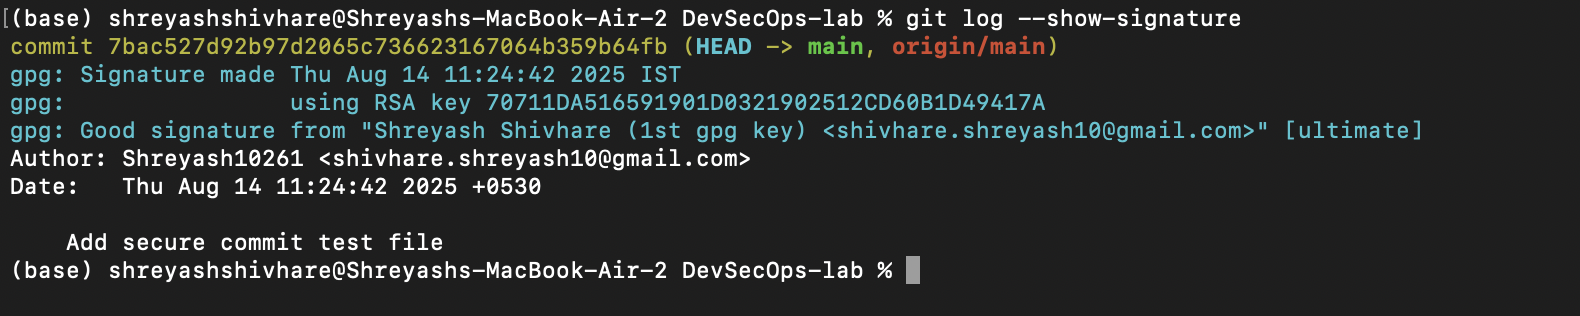 [(base) shreyashshivhare@Shreyashs-MacBook-Air-2 DevSecOps-lab % git log --show-signature
commit 7bac527d92b97d2065c736623167064b359b64fb (HEAD -> main, origin/main)
gpg: Signature made Thu Aug 14 11:24:42 2025 IST
gpg:                using RSA key 70711DA516591901D0321902512CD60B1D49417A
gpg: Good signature from "Shreyash Shivhare (1st gpg key) <shivhare.shreyash10@gmail.com>" [ultimate]
Author: Shreyash10261 <shivhare.shreyash10@gmail.com>
Date:   Thu Aug 14 11:24:42 2025 +0530
    Add secure commit test file
(base) shreyashshivhare@Shreyashs-MacBook-Air-2 DevSecOps-lab %